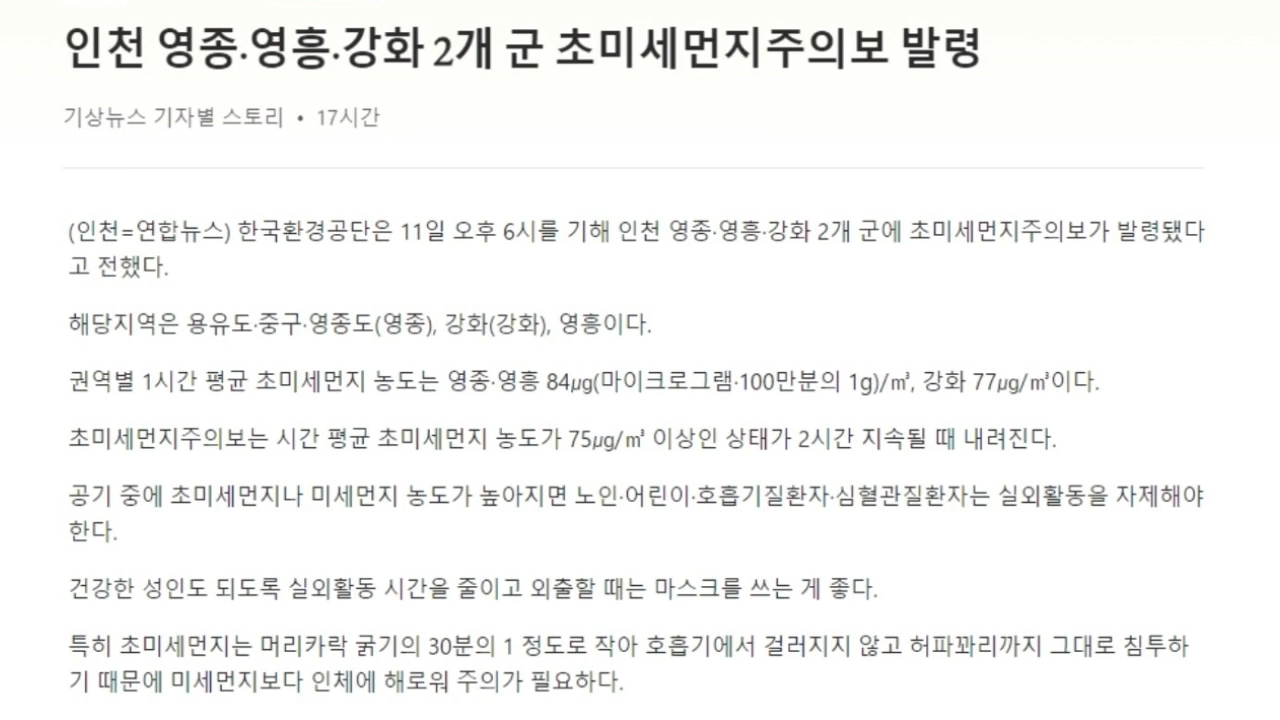 인천 영종·영흥·강화 2개 군 초미세먼지주의보 발령
기상뉴스 기자별 스토리 • 17시간
(인천=연합뉴스) 한국환경공단은 11일 오후 6시를 기해 인천 영종·영흥·강화 2개 군에 초미세먼지주의보가 발령됐다
고 전했다.
해당지역은 용유도·중구·영종도(영종), 강화(강화), 영흥이다.
권역별 1시간 평균 초미세먼지 농도는 영종·영흥 84㎍(마이크로그램·100만분의 1g)/㎥, 강화 77㎍/㎥이다.
초미세먼지주의보는 시간 평균 초미세먼지 농도가 75㎍/㎥ 이상인 상태가 2시간 지속될 때 내려진다.
공기 중에 초미세먼지나 미세먼지 농도가 높아지면 노인·어린이·호흡기질환자·심혈관질환자는 실외활동을 자제해야
한다.
건강한 성인도 되도록 실외활동 시간을 줄이고 외출할 때는 마스크를 쓰는 게 좋다.
특히 초미세먼지는 머리카락 굵기의 30분의 1 정도로 작아 호흡기에서 걸러지지 않고 허파꽈리까지 그대로 침투하
기 때문에 미세먼지보다 인체에 해로워 주의가 필요하다.